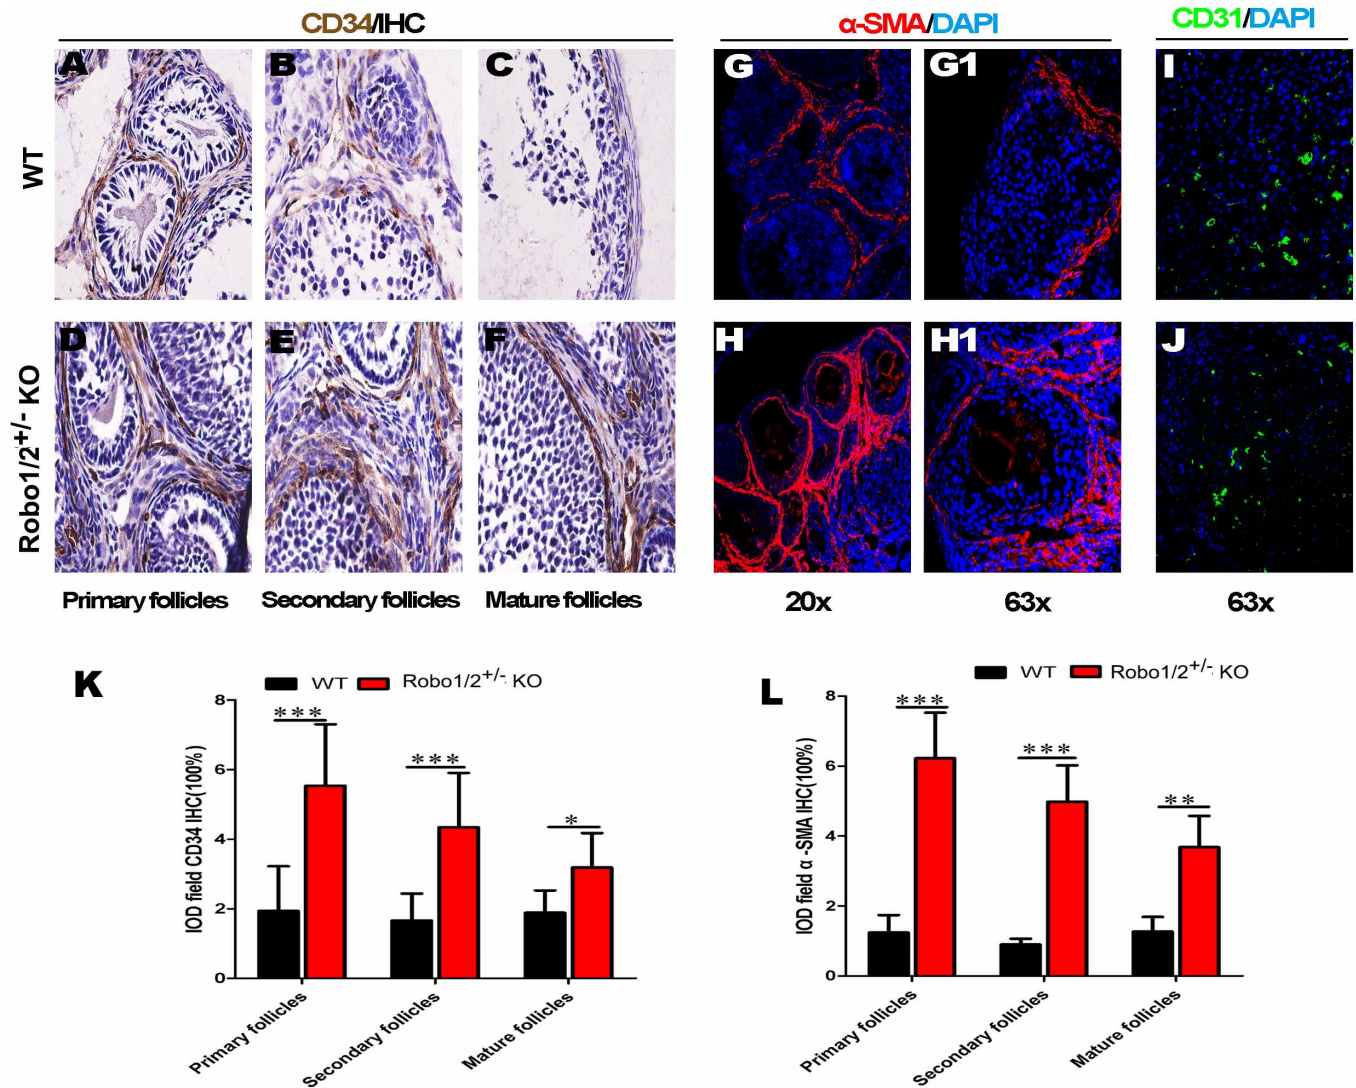 CD34/IHC
α-SMA/DAPI
CD31/DAPI
WT
A
B
C
G
G1
I
Robo1/2+/- KO
D
E
F
H
H1
J
Primary follicles
Secondary follicles
Mature follicles
20x
63x
63x
K
WT
Robo1/2+/- KO
IOD field CD34 IHC(100%)
8
6
4
2
0
***
***
*
Primary follicles
Secondary follicles
Mature follicles
L
WT
Robo1/2+/-: KO
IOD field α -SMA IHC(100%)
8
6
4
2
0
***
***
**
Primary follicles
Secondary follicles
Mature follicles